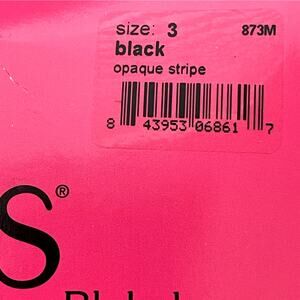 size: 3 873M
black
opaque stripe
8 43953 06861 7
S®